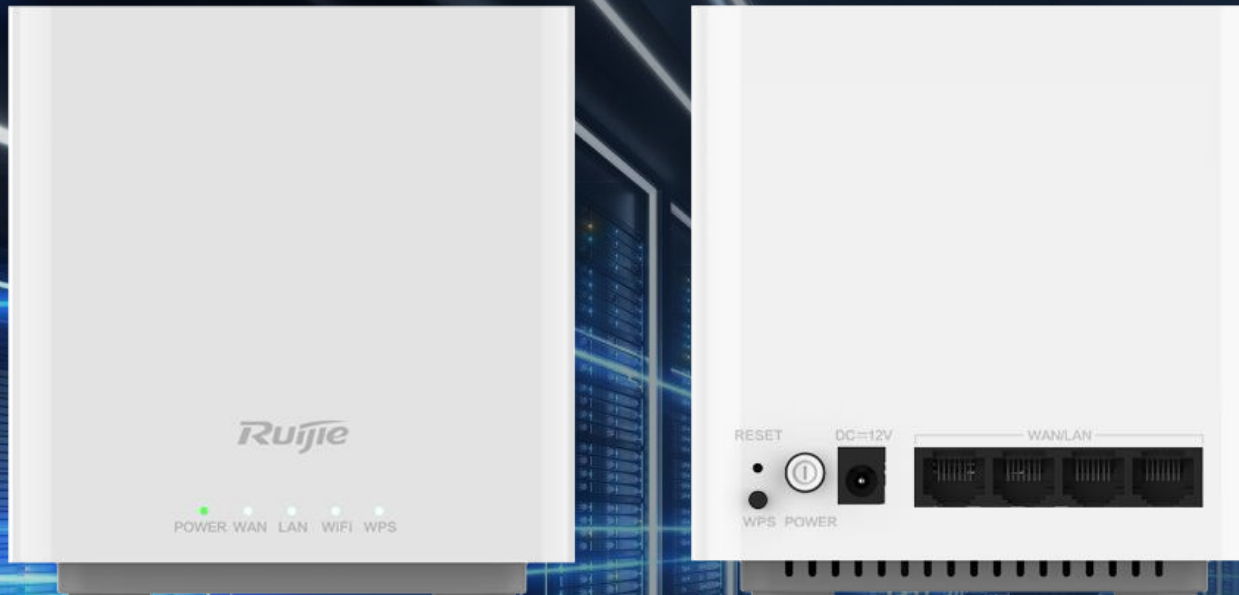 Ruijie
POWER WAN LAN WiFi WPS
RESET
DC⎓12V
WAN/LAN
WPS POWER